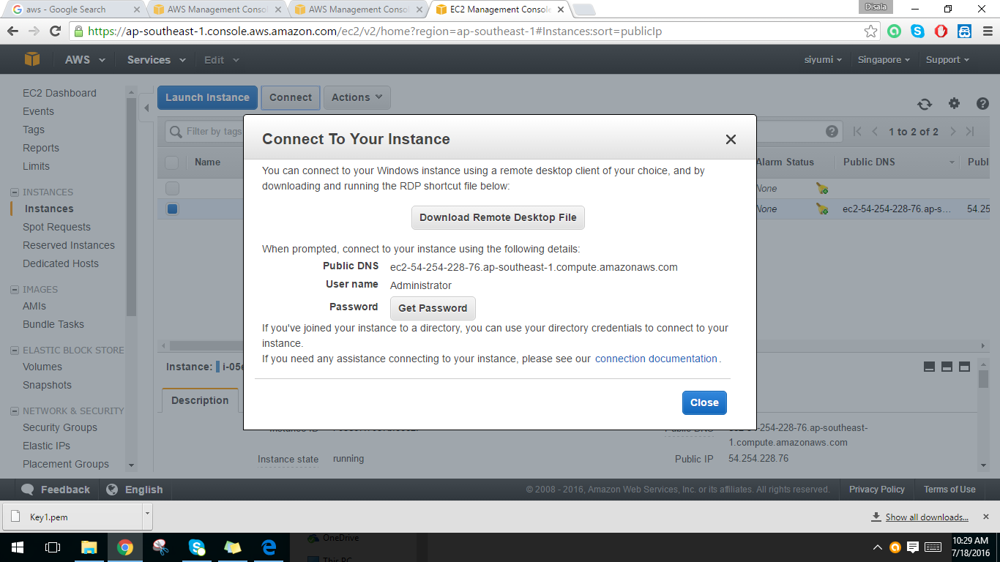 aws - Google Search
AWS Management Consol
AWS Management Consol
EC2 Management Console
Disala
https://ap-southeast-1.console.aws.amazon.com/ec2/v2/home?region=ap-southeast-1#Instances:sort=publicIp
AWS
Services
Edit
siyumi
Singapore
Support
EC2 Dashboard
Events
Tags
Reports
Limits
INSTANCES
Instances
Spot Requests
Reserved Instances
Dedicated Hosts
IMAGES
AMIs
Bundle Tasks
ELASTIC BLOCK STORE
Volumes
Snapshots
NETWORK & SECURITY
Security Groups
Elastic IPs
Placement Groups
Launch Instance
Connect
Actions
Filter by tags
1 to 2 of 2
Name
Alarm Status
Public DNS
Publ
None
None
ec2-54-254-228-76.ap-s...
54.25
Connect To Your Instance
You can connect to your Windows instance using a remote desktop client of your choice, and by
downloading and running the RDP shortcut file below:
Download Remote Desktop File
When prompted, connect to your instance using the following details:
Public DNS ec2-54-254-228-76.ap-southeast-1.compute.amazonaws.com
User name Administrator
Password Get Password
If you've joined your instance to a directory, you can use your directory credentials to connect to your
instance.
If you need any assistance connecting to your instance, please see our connection documentation.
Close
Instance:
Description
Instance ID
Public DNS
-254-228-76.ap-southeast-
1.compute.amazonaws.com
Instance state running
Public IP 54.254.228.76
Feedback
English
© 2008 - 2016, Amazon Web Services, Inc. or its affiliates. All rights reserved.
Privacy Policy
Terms of Use
Key1.pem
Show all downloads...
OneDrive
This PC
10:29 AM
7/18/2016